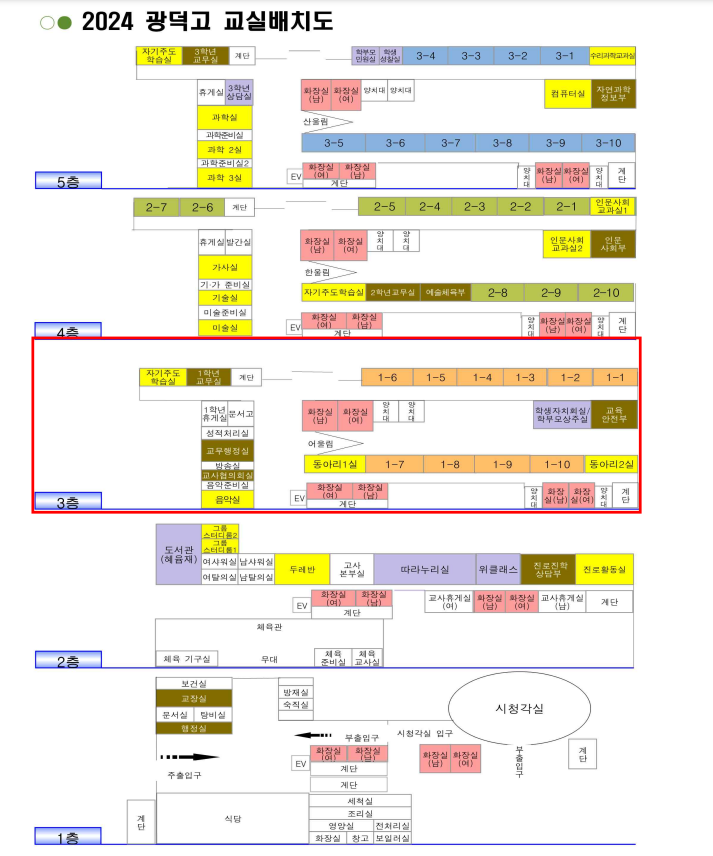 ○● 2024 광덕고 교실배치도
자기주도 학습실 3학년 교무실 계단 학부모 민원실 학생 성찰실 3-4 3-3 3-2 3-1 수리과학교과실
휴게실 3학년 상담실 화장실 (남) 화장실 (여) 양치대 양치대 컴퓨터실 자연과학 정보부
과학실 산울림
과학준비실
과학 2실 3-5 3-6 3-7 3-8 3-9 3-10
과학준비실2
과학 3실 EV 화장실 (여) 화장실 (남) 양치대 화장실 (남) 화장실 (여) 양치대 계단
계단
5층
2-7 2-6 계단 2-5 2-4 2-3 2-2 2-1 인문사회 교과실1
휴게실 발간실 화장실 (남) 화장실 (여) 양치대 양치대 인문사회 교과실2 인문 사회부
가사실 한울림
기·가 준비실
기술실 자기주도학습실 2학년교무실 예술체육부 2-8 2-9 2-10
미술준비실
미술실 EV 화장실 (여) 화장실 (남) 양치대 화장실 (남) 화장실 (여) 양치대 계단
계단
4층
자기주도 학습실 1학년 교무실 계단 1-6 1-5 1-4 1-3 1-2 1-1
1학년 휴게실 문서고 화장실 (남) 화장실 (여) 양치대 양치대 학생자치회실/ 학부모상주실 교육 안전부
성적처리실
교무행정실 어울림
방송실 동아리1실 1-7 1-8 1-9 1-10 동아리2실
교사협의회실
음악준비실
음악실 EV 화장실 (여) 화장실 (남) 양치대 화장 실(남) 화장 실(여) 양치대 계단
계단
3층
도서관 (혜윰재) 그룹 스터디룸2
그룹 스터디룸1
여샤워실 남샤워실 두레반 고사 본부실 따라누리실 위클래스 진로진학 상담부 진로활동실
여탈의실 남탈의실
EV 화장실 (여) 화장실 (남) 교사휴게실 (여) 화장실 (남) 화장실 (여) 교사휴게실 (남) 계단
계단
체육관
체육 기구실 무대 체육 준비실 체육 교사실
2층
보건실
교장실 방재실
숙직실
문서실 탕비실 시청각실
행정실
부출입구 시청각실 입구
EV 화장실 (여) 화장실 (남) 화장실 (남) 화장실 (여) 부출입구 계단
주출입구 계단
계단
계단 식당 세척실
조리실
영양실 전처리실
화장실 창고 보일러실
1층